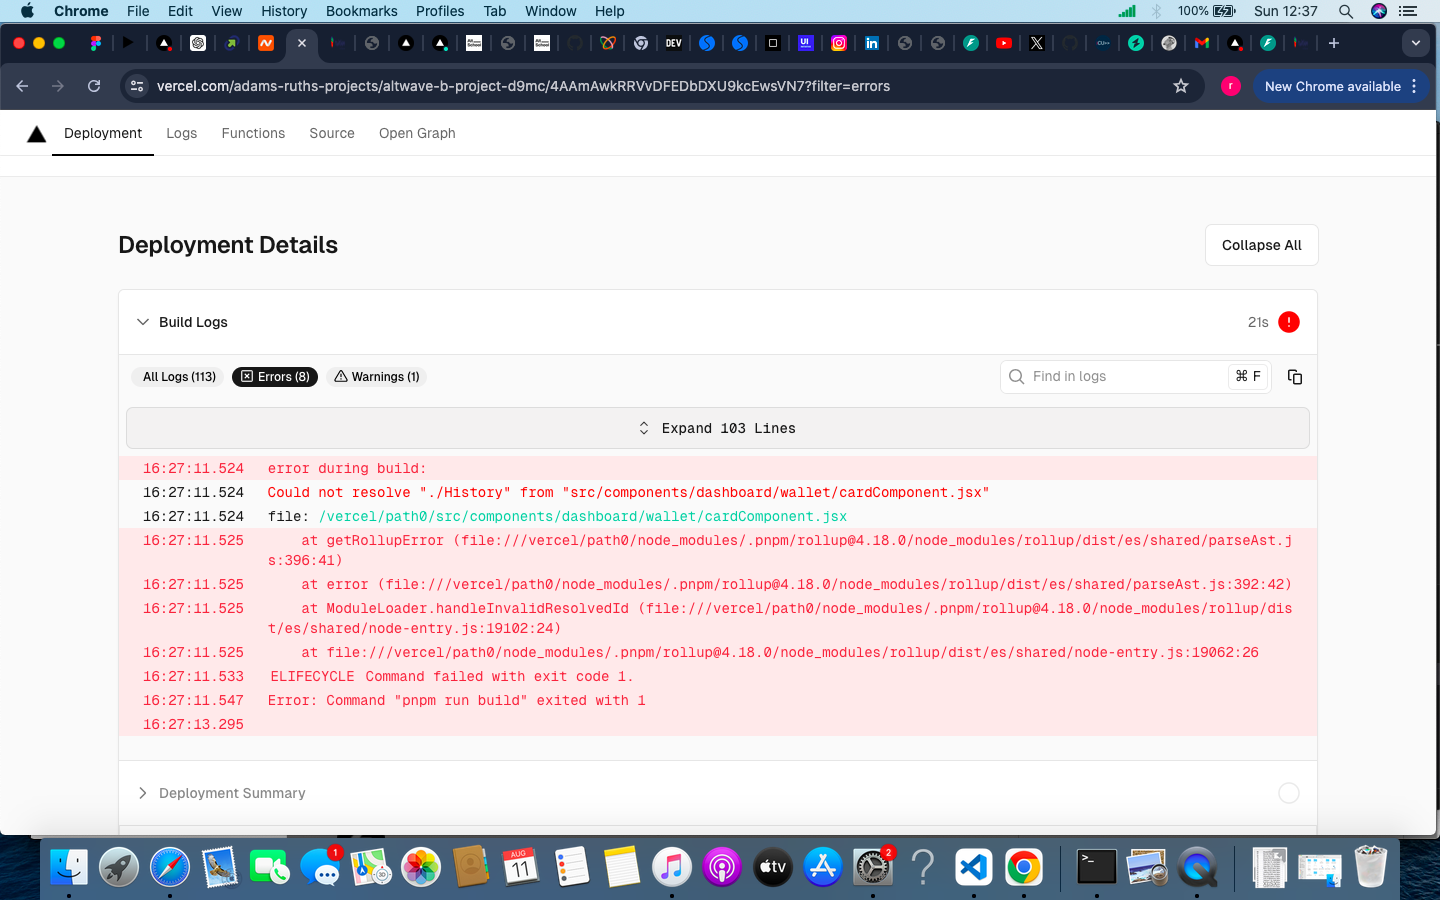 Chrome File Edit View History Bookmarks Profiles Tab Window Help 100% Sun 12:37
vercel.com/adams-ruths-projects/altwave-b-project-d9mc/4AAmAwkRRVvDFEDbDXU9kcEwsVN7?filter=errors r New Chrome available
Deployment Logs Functions Source Open Graph
Deployment Details
Collapse All
Build Logs
21s
All Logs (113) Errors (8) Warnings (1)
Find in logs ⌘ F
Expand 103 Lines
16:27:11.524 error during build:
16:27:11.524 Could not resolve "./History" from "src/components/dashboard/wallet/cardComponent.jsx"
16:27:11.524 file: /vercel/path0/src/components/dashboard/wallet/cardComponent.jsx
16:27:11.525 at getRollupError (file:///vercel/path0/node_modules/.pnpm/rollup@4.18.0/node_modules/rollup/dist/es/shared/parseAst.j
s:396:41)
16:27:11.525 at error (file:///vercel/path0/node_modules/.pnpm/rollup@4.18.0/node_modules/rollup/dist/es/shared/parseAst.js:392:42)
16:27:11.525 at ModuleLoader.handleInvalidResolvedId (file:///vercel/path0/node_modules/.pnpm/rollup@4.18.0/node_modules/rollup/dis
t/es/shared/node-entry.js:19102:24)
16:27:11.525 at file:///vercel/path0/node_modules/.pnpm/rollup@4.18.0/node_modules/rollup/dist/es/shared/node-entry.js:19062:26
16:27:11.533 ELIFECYCLE Command failed with exit code 1.
16:27:11.547 Error: Command "pnpm run build" exited with 1
16:27:13.295
Deployment Summary
1
AUG
11
tv
2